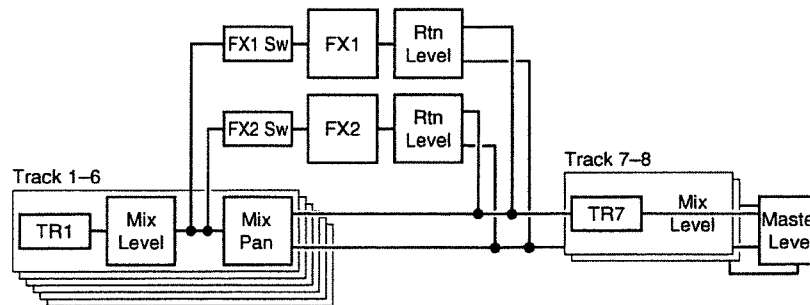 FX1 Sw
FX1
Rtn
Level
FX2 Sw
FX2
Rtn
Level
Track 1–6
TR1
Mix
Level
Mix
Pan
Track 7–8
TR7
Mix
Level
Maste
Level